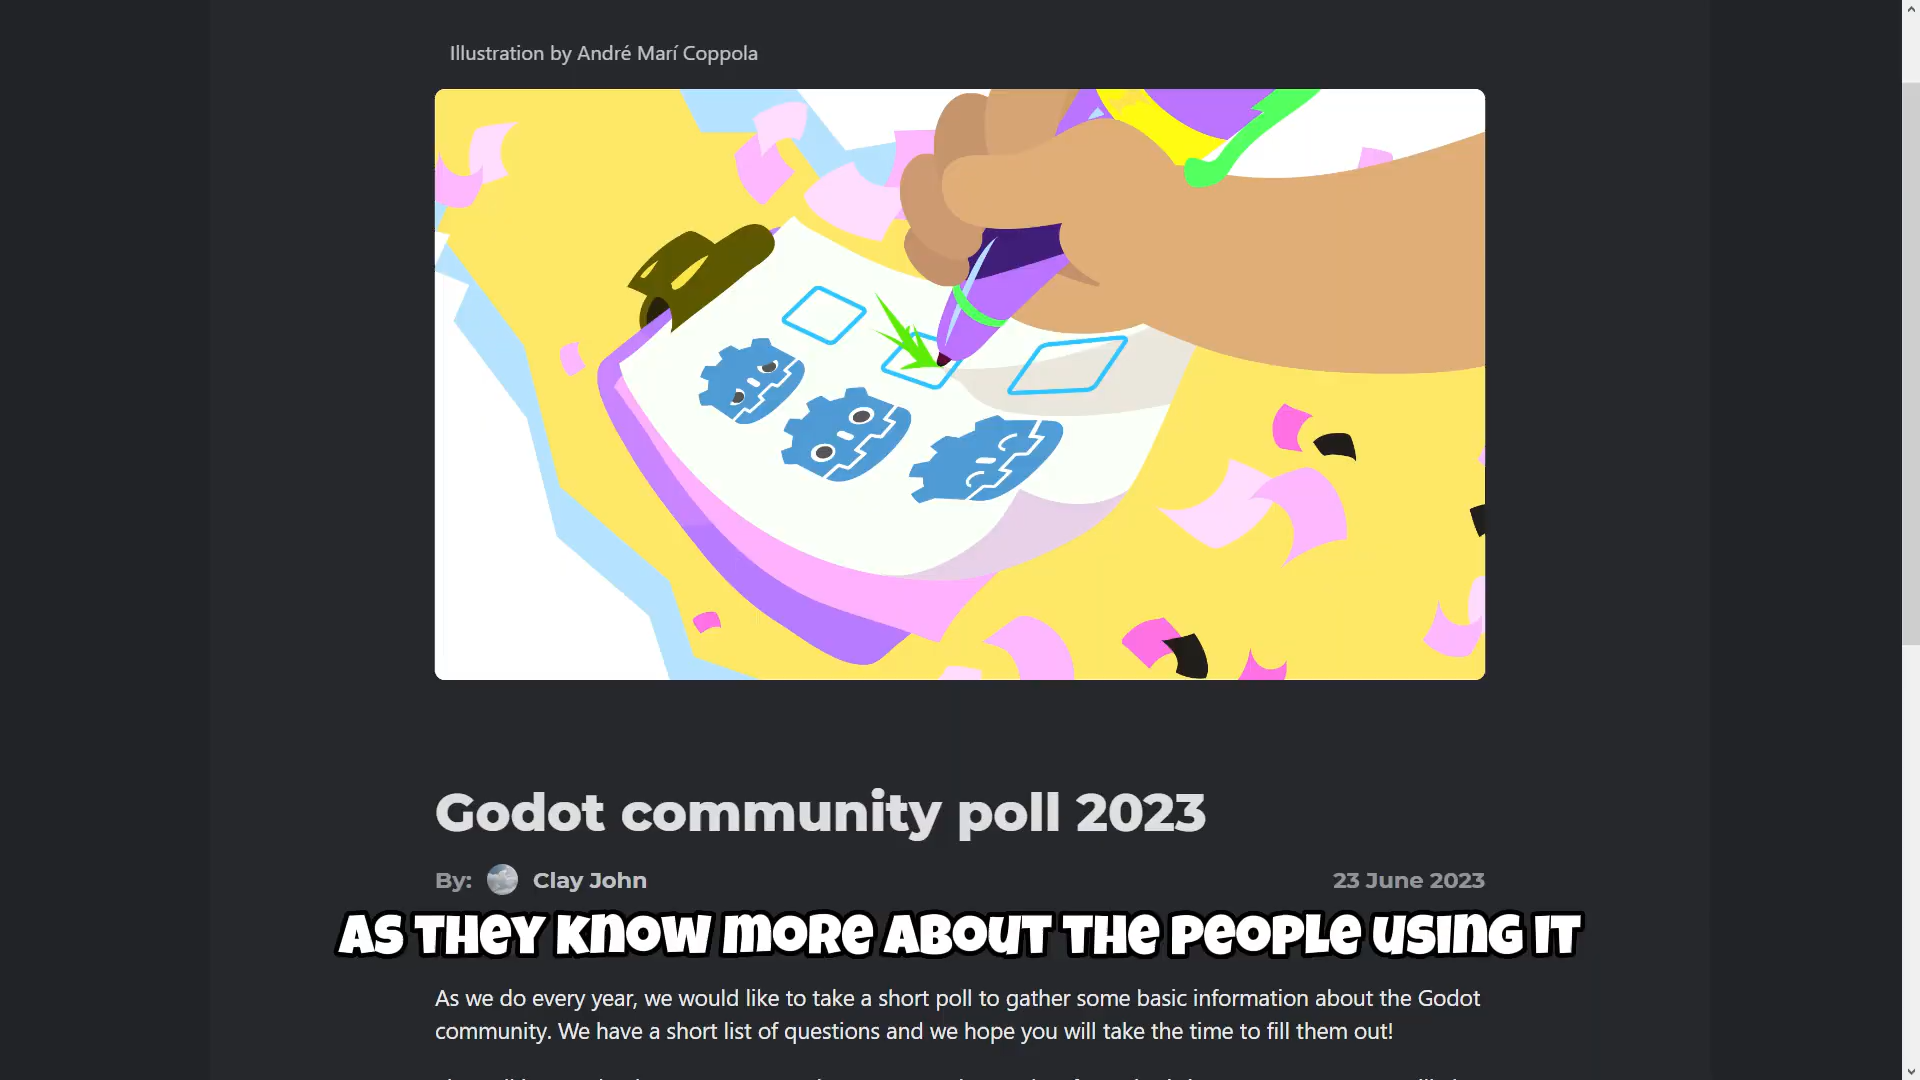 Illustration by André Marí Coppola
Godot community poll 2023
By: Clay John
23 June 2023
AS THEY KNOW MORE ABOUT THE PEOPLE USING IT
As we do every year, we would like to take a short poll to gather some basic information about the Godot
community. We have a short list of questions and we hope you will take the time to fill them out!